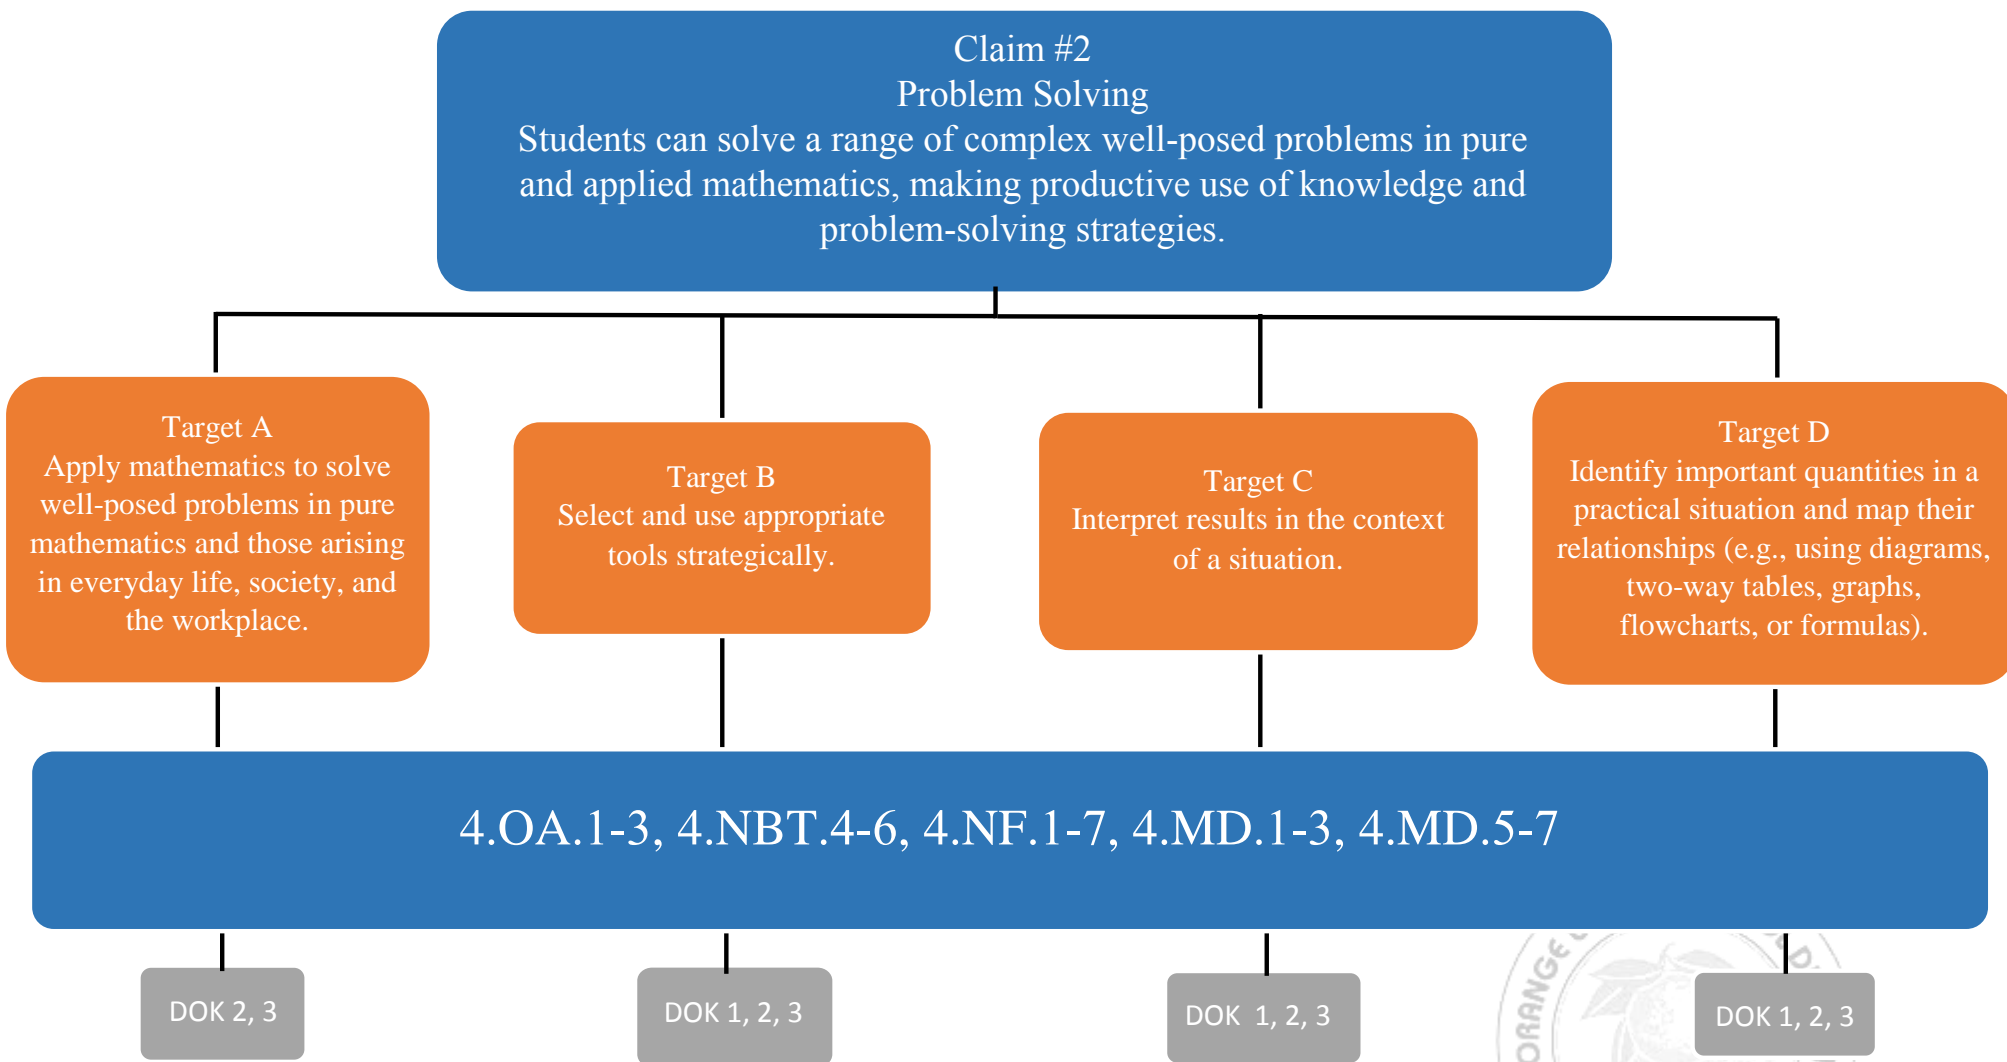 Claim #2
Problem Solving
Students can solve a range of complex well-posed problems in pure
and applied mathematics, making productive use of knowledge and
problem-solving strategies.
Target A
Apply mathematics to solve
well-posed problems in pure
mathematics and those arising
in everyday life, society, and
the workplace.
Target B
Select and use appropriate
tools strategically.
Target C
Interpret results in the context
of a situation.
Target D
Identify important quantities in a
practical situation and map their
relationships (e.g., using diagrams,
two-way tables, graphs,
flowcharts, or formulas).
4.OA.1-3, 4.NBT.4-6, 4.NF.1-7, 4.MD.1-3, 4.MD.5-7
DOK 2, 3
DOK 1, 2, 3
DOK 1, 2, 3
DOK 1, 2, 3
ORANGE